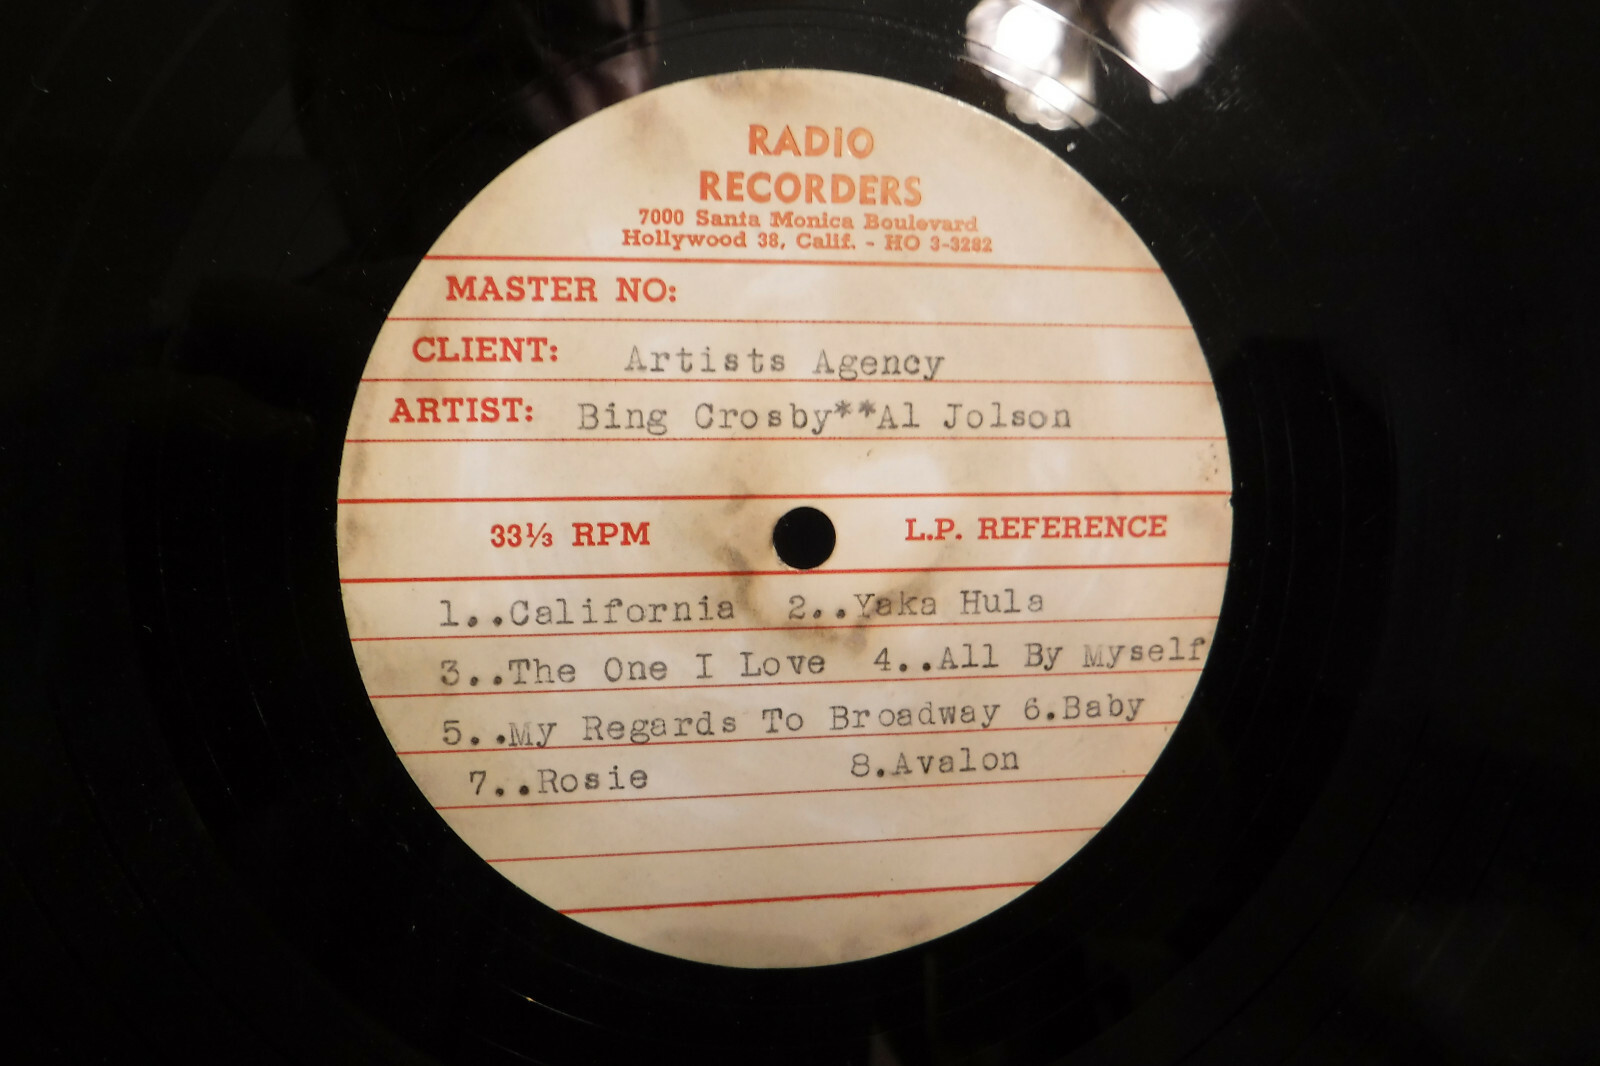 RADIO
RECORDERS
7000 Santa Monica Boulevard
Hollywood 38, Calif. - HO 3-3282
MASTER NO:
CLIENT: Artists Agency
ARTIST: Bing Crosby**Al Jolson
33⅓ RPM L.P. REFERENCE
1..California 2..Yaka Hula
3..The One I Love 4..All By Myself
5..My Regards To Broadway 6.Baby
7..Rosie 8.Avalon